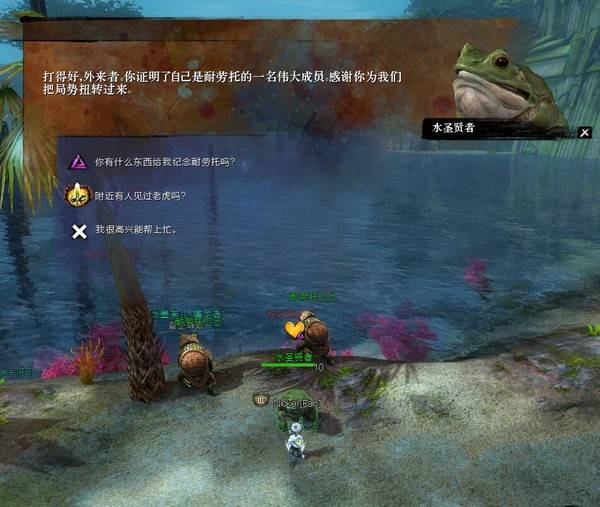 打得好,外来者。你证明了自己是耐劳托的一名伟大成员。感谢你为我们
把局势扭转过来。
水圣贤者
你有什么东西给我纪念耐劳托吗?
附近有人见过老虎吗?
我很高兴能帮上忙。
水圣贤者
10